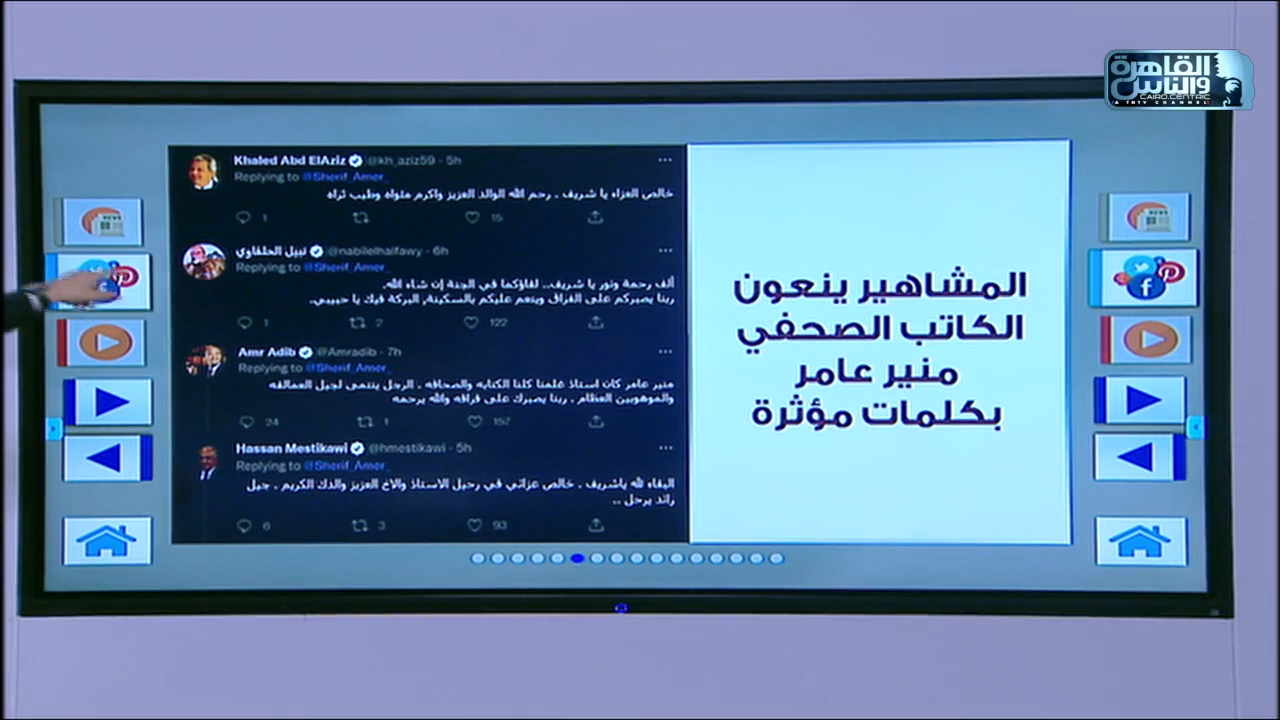 القاهرة
والناس
CAIRO.CENTRIC
A TNTV CHANNEL
Khaled Abd ElAziz @kh_aziz59 · 5h
Replying to @Sherif_Amer_
خالص العزاء يا شريف . رحم الله الوالد العزيز واكرم مثواه وطيب ثراه
1 15
نبيل الحلفاوي @nabilelhalfawy · 6h
Replying to @Sherif_Amer_
ألف رحمة ونور يا شريف.. لقاؤكما في الجنة إن شاء الله.
ربنا يصبركم على الفراق وينعم عليكم بالسكينة, البركة فيك يا حبيبي.
1 2 122
Amr Adib @Amradib · 7h
Replying to @Sherif_Amer_
منير عامر كان استاذ علمنا كلنا الكتابه والصحافه . الرجل ينتمى لجيل العمالقه
والموهوبين العظام . ربنا يصبرك على فراقه والله يرحمه
24 1 157
Hassan Mestikawi @hmestikawi · 5h
Replying to @Sherif_Amer_
البقاء لله ياشريف . خالص عزائي في رحيل الاستاذ والاخ العزيز والدك الكريم . جيل
رائد يرحل ..
6 3 93
المشاهير ينعون
الكاتب الصحفي
منير عامر
بكلمات مؤثرة
NEWS
NEWS